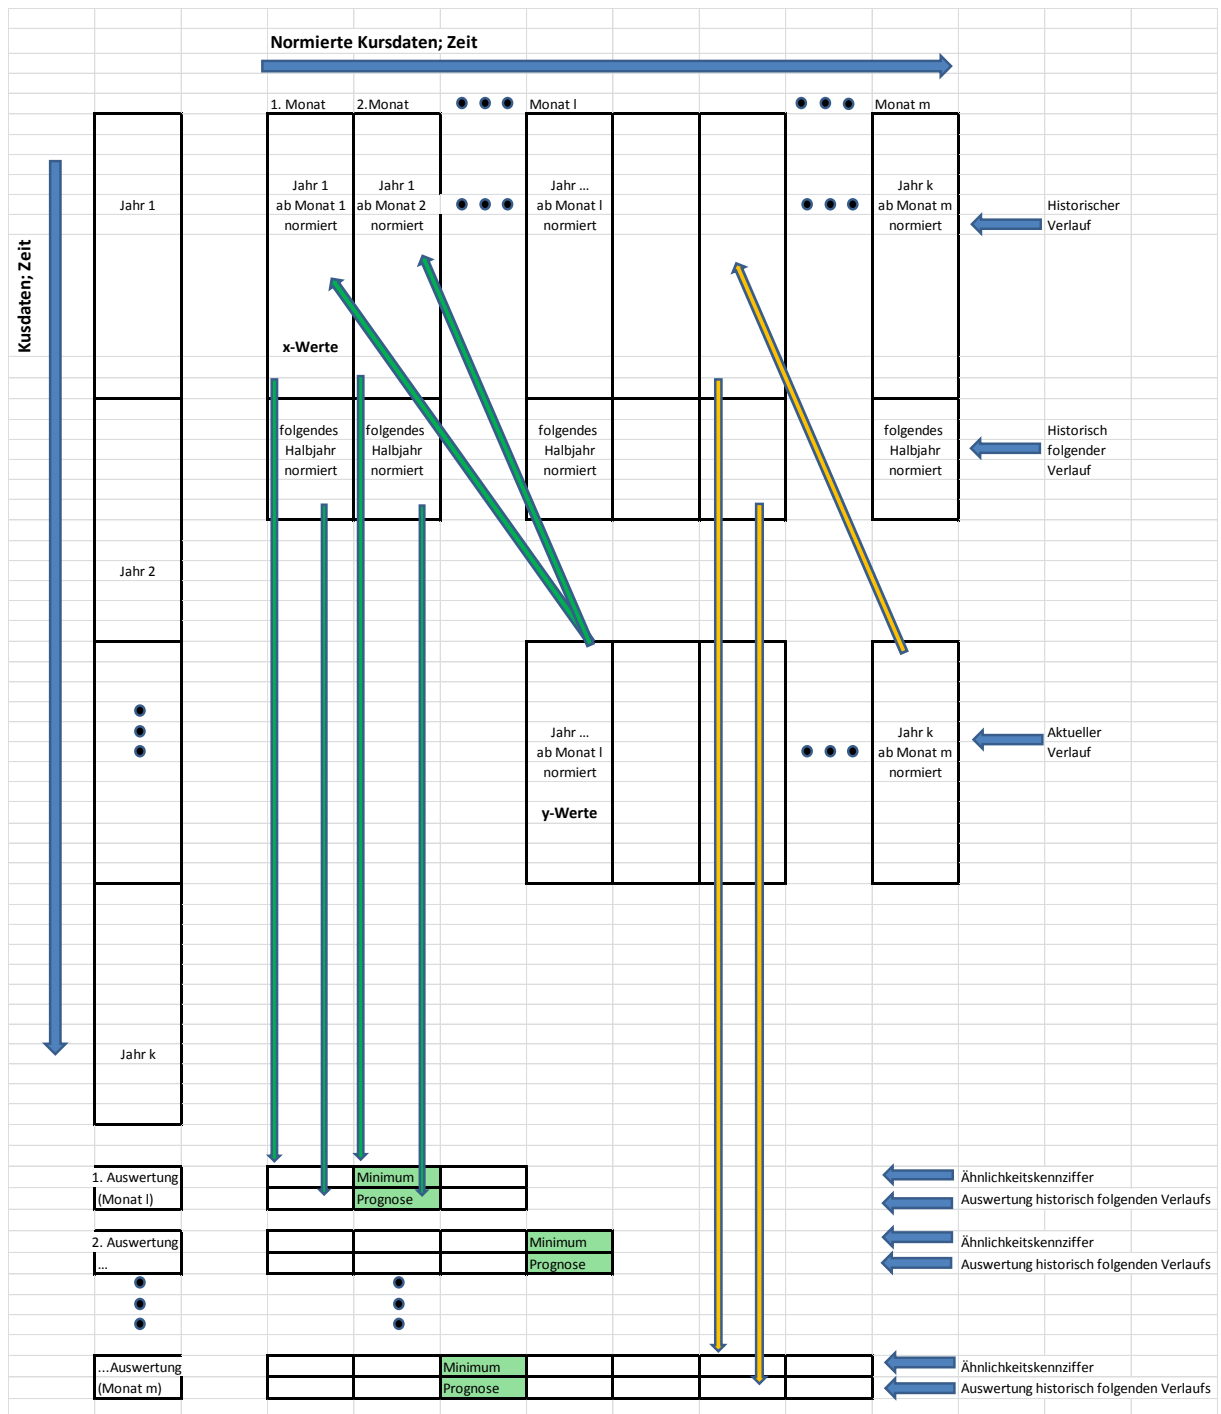 Normierte Kursdaten; Zeit
1. Monat
2.Monat
Monat l
Monat m
Kusdaten; Zeit
Jahr 1
Jahr 1
ab Monat 1
normiert
Jahr 1
ab Monat 2
normiert
Jahr ...
ab Monat l
normiert
Jahr k
ab Monat m
normiert
Historischer
Verlauf
x-Werte
folgendes
Halbjahr
normiert
folgendes
Halbjahr
normiert
folgendes
Halbjahr
normiert
folgendes
Halbjahr
normiert
Historisch
folgender
Verlauf
Jahr 2
Jahr ...
ab Monat l
normiert
y-Werte
Jahr k
ab Monat m
normiert
Aktueller
Verlauf
Jahr k
1. Auswertung
(Monat l)
Minimum
Prognose
Ähnlichkeitskennziffer
Auswertung historisch folgenden Verlaufs
2. Auswertung
...
Minimum
Prognose
Ähnlichkeitskennziffer
Auswertung historisch folgenden Verlaufs
...Auswertung
(Monat m)
Minimum
Prognose
Ähnlichkeitskennziffer
Auswertung historisch folgenden Verlaufs